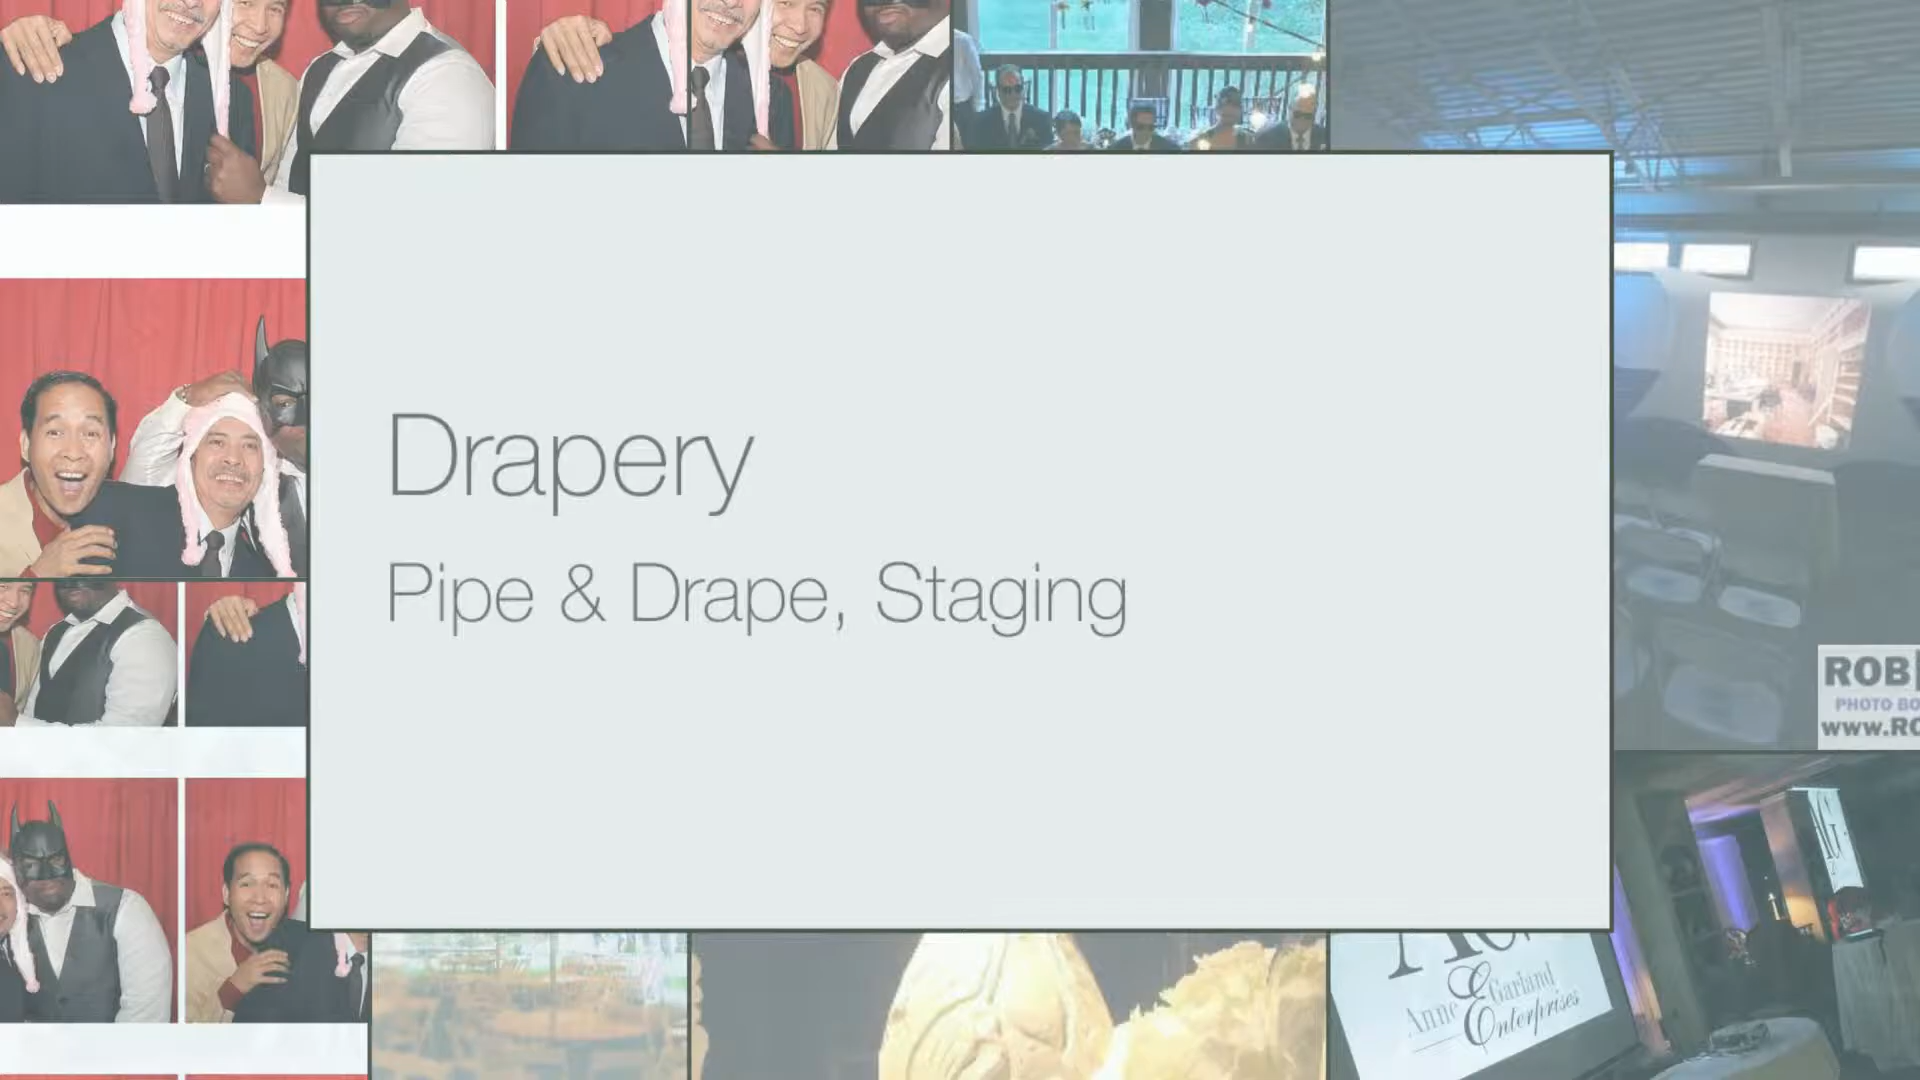 Drapery
Pipe & Drape, Staging
ROB
PHOTO BO
www.RO
Anne Garland
Enterprises